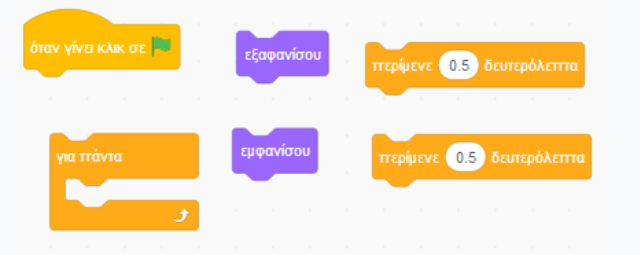 όταν γίνει κλικ σε
εξαφανίσου
περίμενε 0.5 δευτερόλεπτα
για πάντα
εμφανίσου
περίμενε 0.5 δευτερόλεπτα